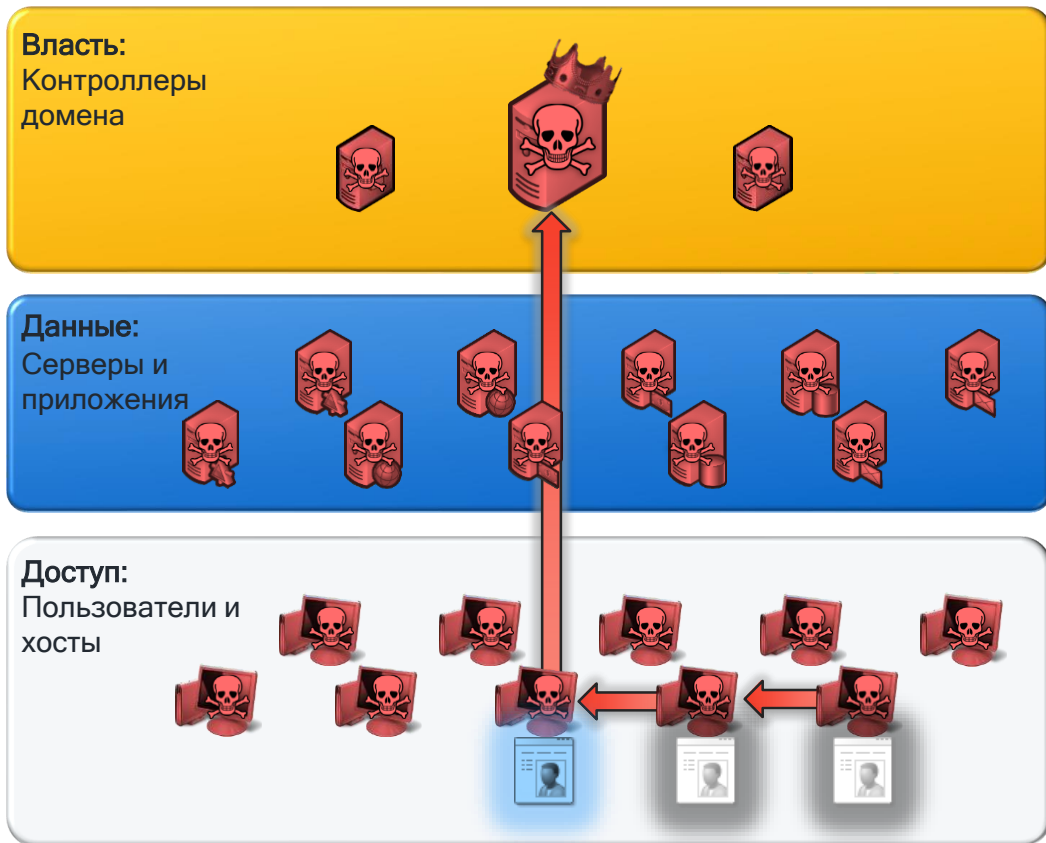 Власть:
Контроллеры
домена
Данные:
Серверы и
приложения
Доступ:
Пользователи и
хосты